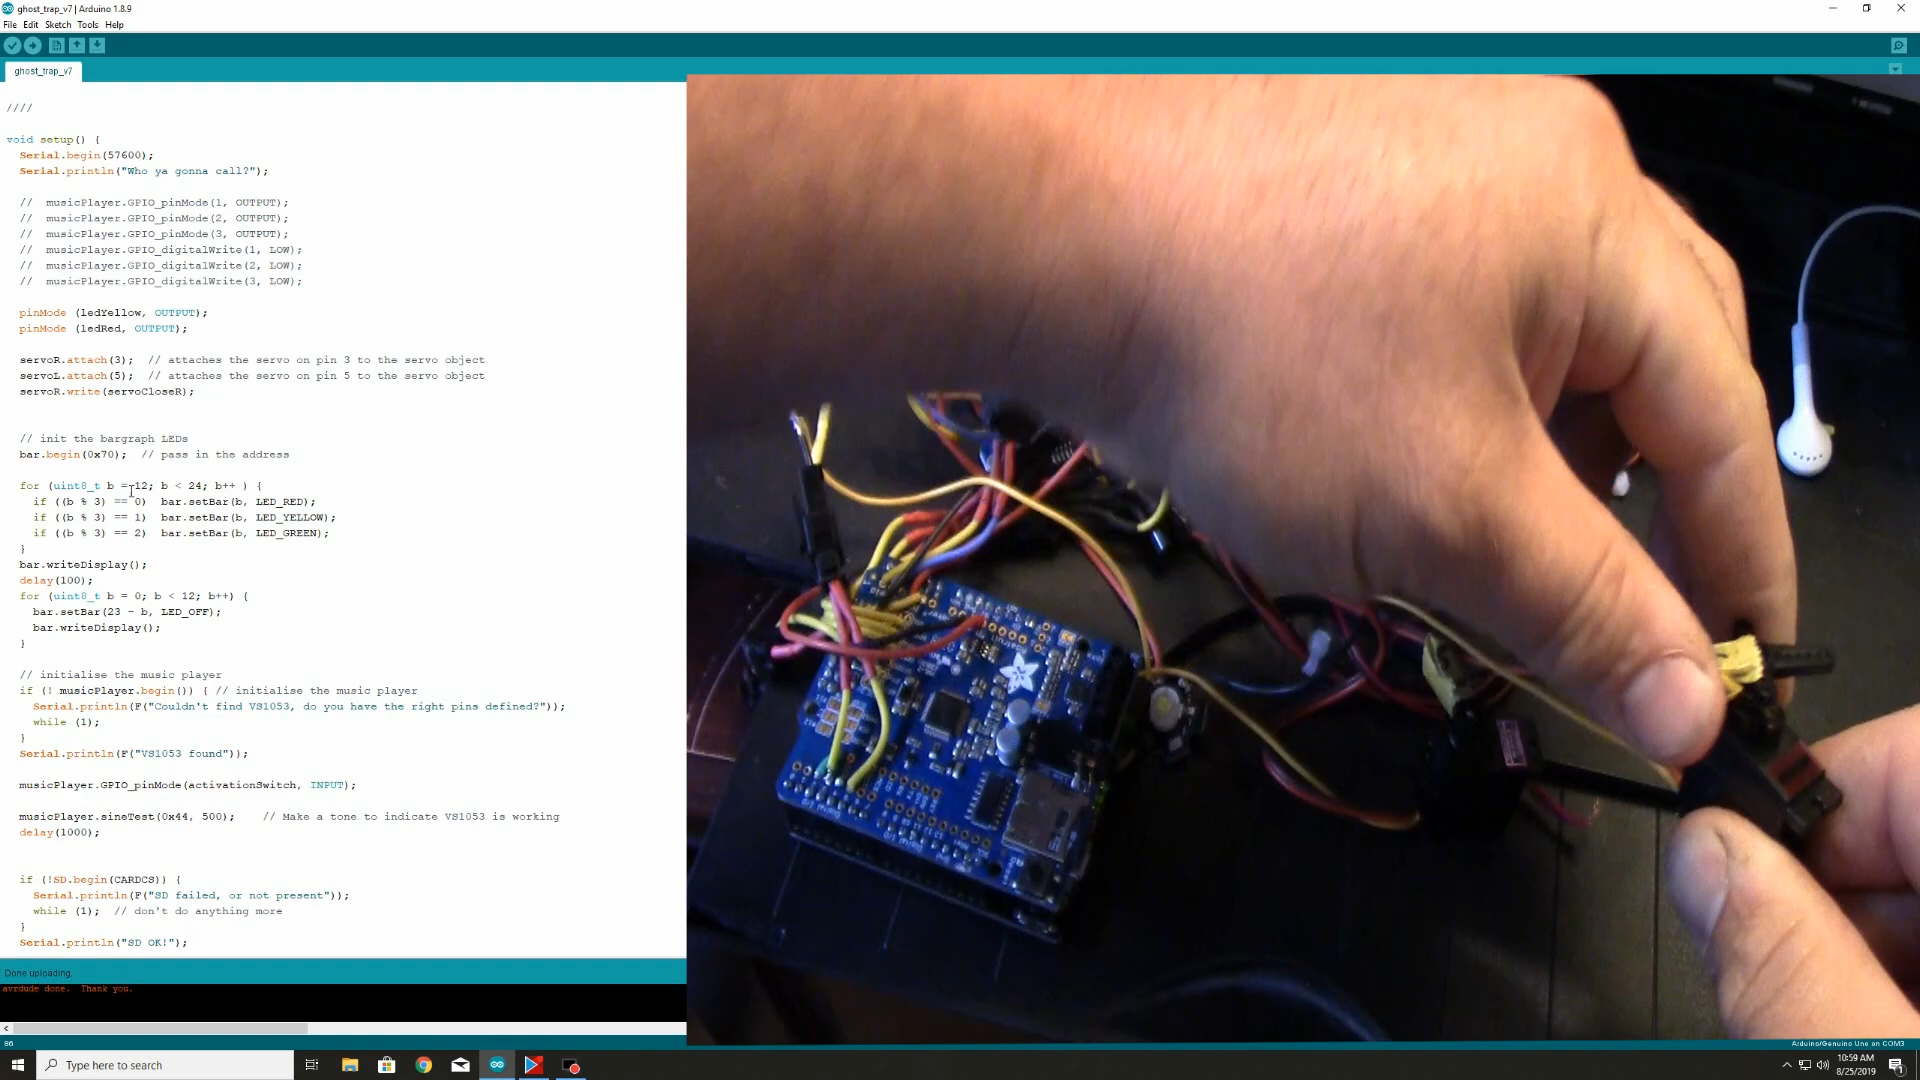 ghost_trap_v7 | Arduino 1.8.9
File Edit Sketch Tools Help
ghost_trap_v7
////
void setup() {
Serial.begin(57600);
Serial.println("Who ya gonna call?");
// musicPlayer.GPIO_pinMode(1, OUTPUT);
// musicPlayer.GPIO_pinMode(2, OUTPUT);
// musicPlayer.GPIO_pinMode(3, OUTPUT);
// musicPlayer.GPIO_digitalWrite(1, LOW);
// musicPlayer.GPIO_digitalWrite(2, LOW);
// musicPlayer.GPIO_digitalWrite(3, LOW);
pinMode (ledYellow, OUTPUT);
pinMode (ledRed, OUTPUT);
servoR.attach(3); // attaches the servo on pin 3 to the servo object
servoL.attach(5); // attaches the servo on pin 5 to the servo object
servoR.write(servoCloseR);
// init the bargraph LEDs
bar.begin(0x70); // pass in the address
for (uint8_t b = 12; b < 24; b++ ) {
if ((b % 3) == 0) bar.setBar(b, LED_RED);
if ((b % 3) == 1) bar.setBar(b, LED_YELLOW);
if ((b % 3) == 2) bar.setBar(b, LED_GREEN);
}
bar.writeDisplay();
delay(100);
for (uint8_t b = 0; b < 12; b++) {
bar.setBar(23 - b, LED_OFF);
bar.writeDisplay();
}
// initialise the music player
if (! musicPlayer.begin()) { // initialise the music player
Serial.println(F("Couldn't find VS1053, do you have the right pins defined?"));
while (1);
}
Serial.println(F("VS1053 found"));
musicPlayer.GPIO_pinMode(activationSwitch, INPUT);
musicPlayer.sineTest(0x44, 500); // Make a tone to indicate VS1053 is working
delay(1000);
if (!SD.begin(CARDCS)) {
Serial.println(F("SD failed, or not present"));
while (1); // don't do anything more
}
Serial.println("SD OK!");
Done uploading.
avrdude done. Thank you.
86
Arduino/Genuino Uno on COM3
Type here to search
10:59 AM
8/25/2019